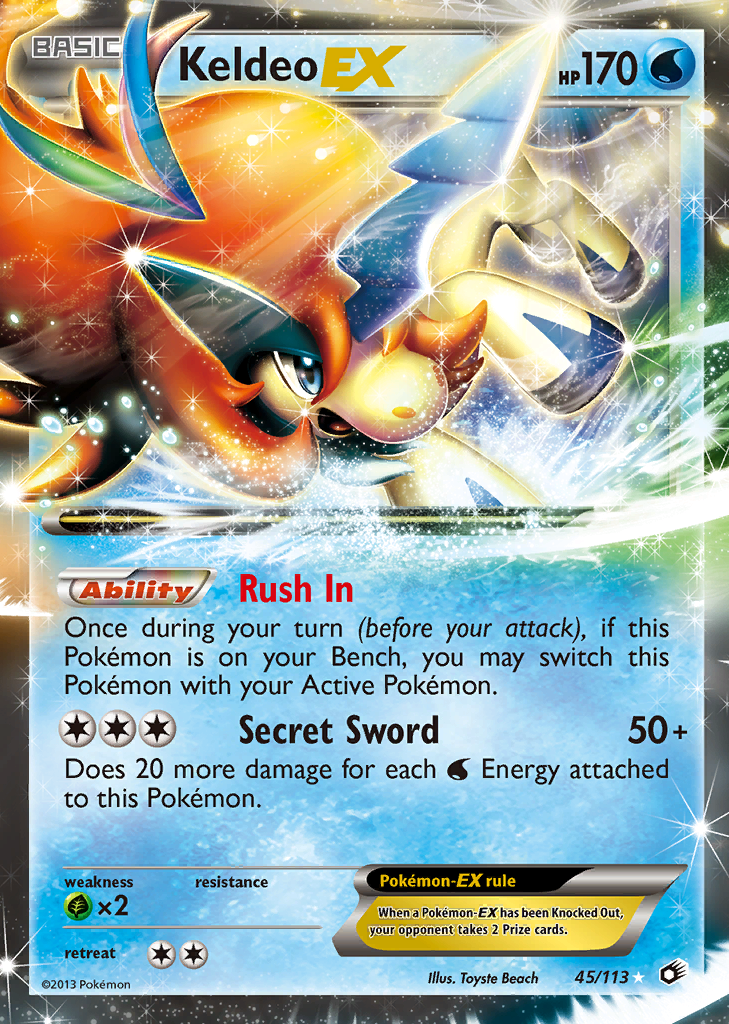 BASIC
Keldeo EX
HP170
Ability Rush In
Once during your turn (before your attack), if this
Pokémon is on your Bench, you may switch this
Pokémon with your Active Pokémon.
Secret Sword 50+
Does 20 more damage for each Energy attached
to this Pokémon.
weakness resistance
×2
Pokémon-EX rule
When a Pokémon-EX has been Knocked Out,
your opponent takes 2 Prize cards.
retreat
©2013 Pokémon
Illus. Toyste Beach 45/113 ★